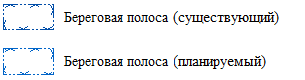 Береговая полоса (существующий)
Береговая полоса (планируемый)